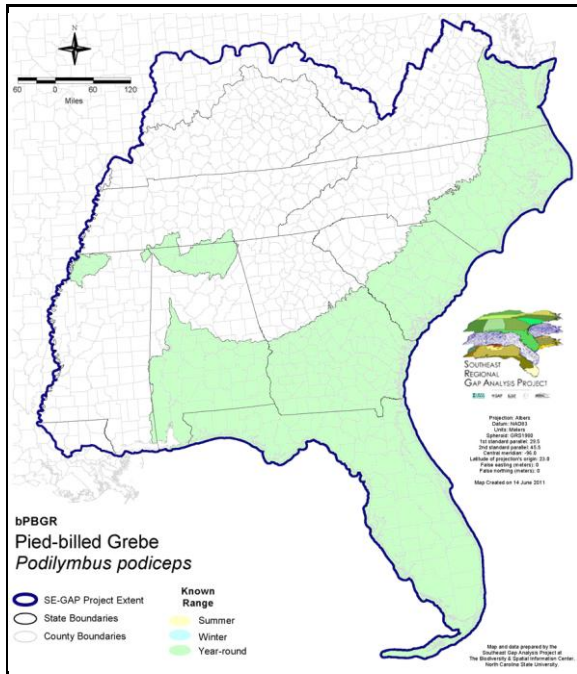 N
60 0 60 120
Miles
SOUTHEAST
REGIONAL
GAP ANALYSIS PROJECT
Projection: Albers
Datum: NAD83
Units: Meters
Spheroid: GRS1980
1st standard parallel: 29.5
2nd standard parallel: 45.5
Central meridian: -96.0
Latitude of projection's origin: 23.0
False easting (meters): 0
False northing (meters): 0
Map Created on 14 June 2011
bPBGR
Pied-billed Grebe
Podilymbus podiceps
SE-GAP Project Extent
State Boundaries
County Boundaries
Known
Range
Summer
Winter
Year-round
Map and data prepared by the
Southeast Gap Analysis Project at
The Biodiversity & Spatial Information Center,
North Carolina State University.